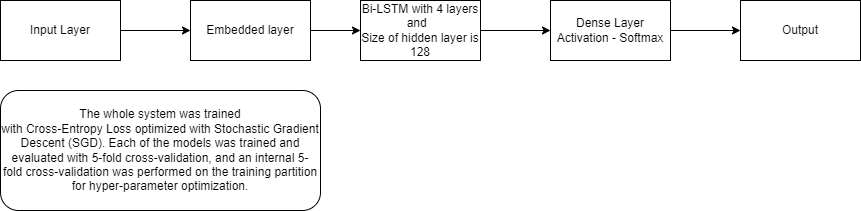 Input Layer
Embedded layer
Bi-LSTM with 4 layers
and
Size of hidden layer is
128
Dense Layer
Activation - Softmax
Output
The whole system was trained
with Cross-Entropy Loss optimized with Stochastic Gradient
Descent (SGD). Each of the models was trained and
evaluated with 5-fold cross-validation, and an internal 5-
fold cross-validation was performed on the training partition
for hyper-parameter optimization.